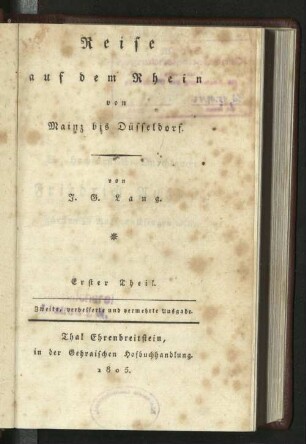 Reise
auf dem Rhein
von
Mainz bis Düsseldorf.
von
J. G. Lang.
Erster Theil.
Zweite, verbesserte und vermehrte Ausgabe.
Thal Ehrenbreitstein,
in der Gehraischen Hofbuchhandlung.
1805.